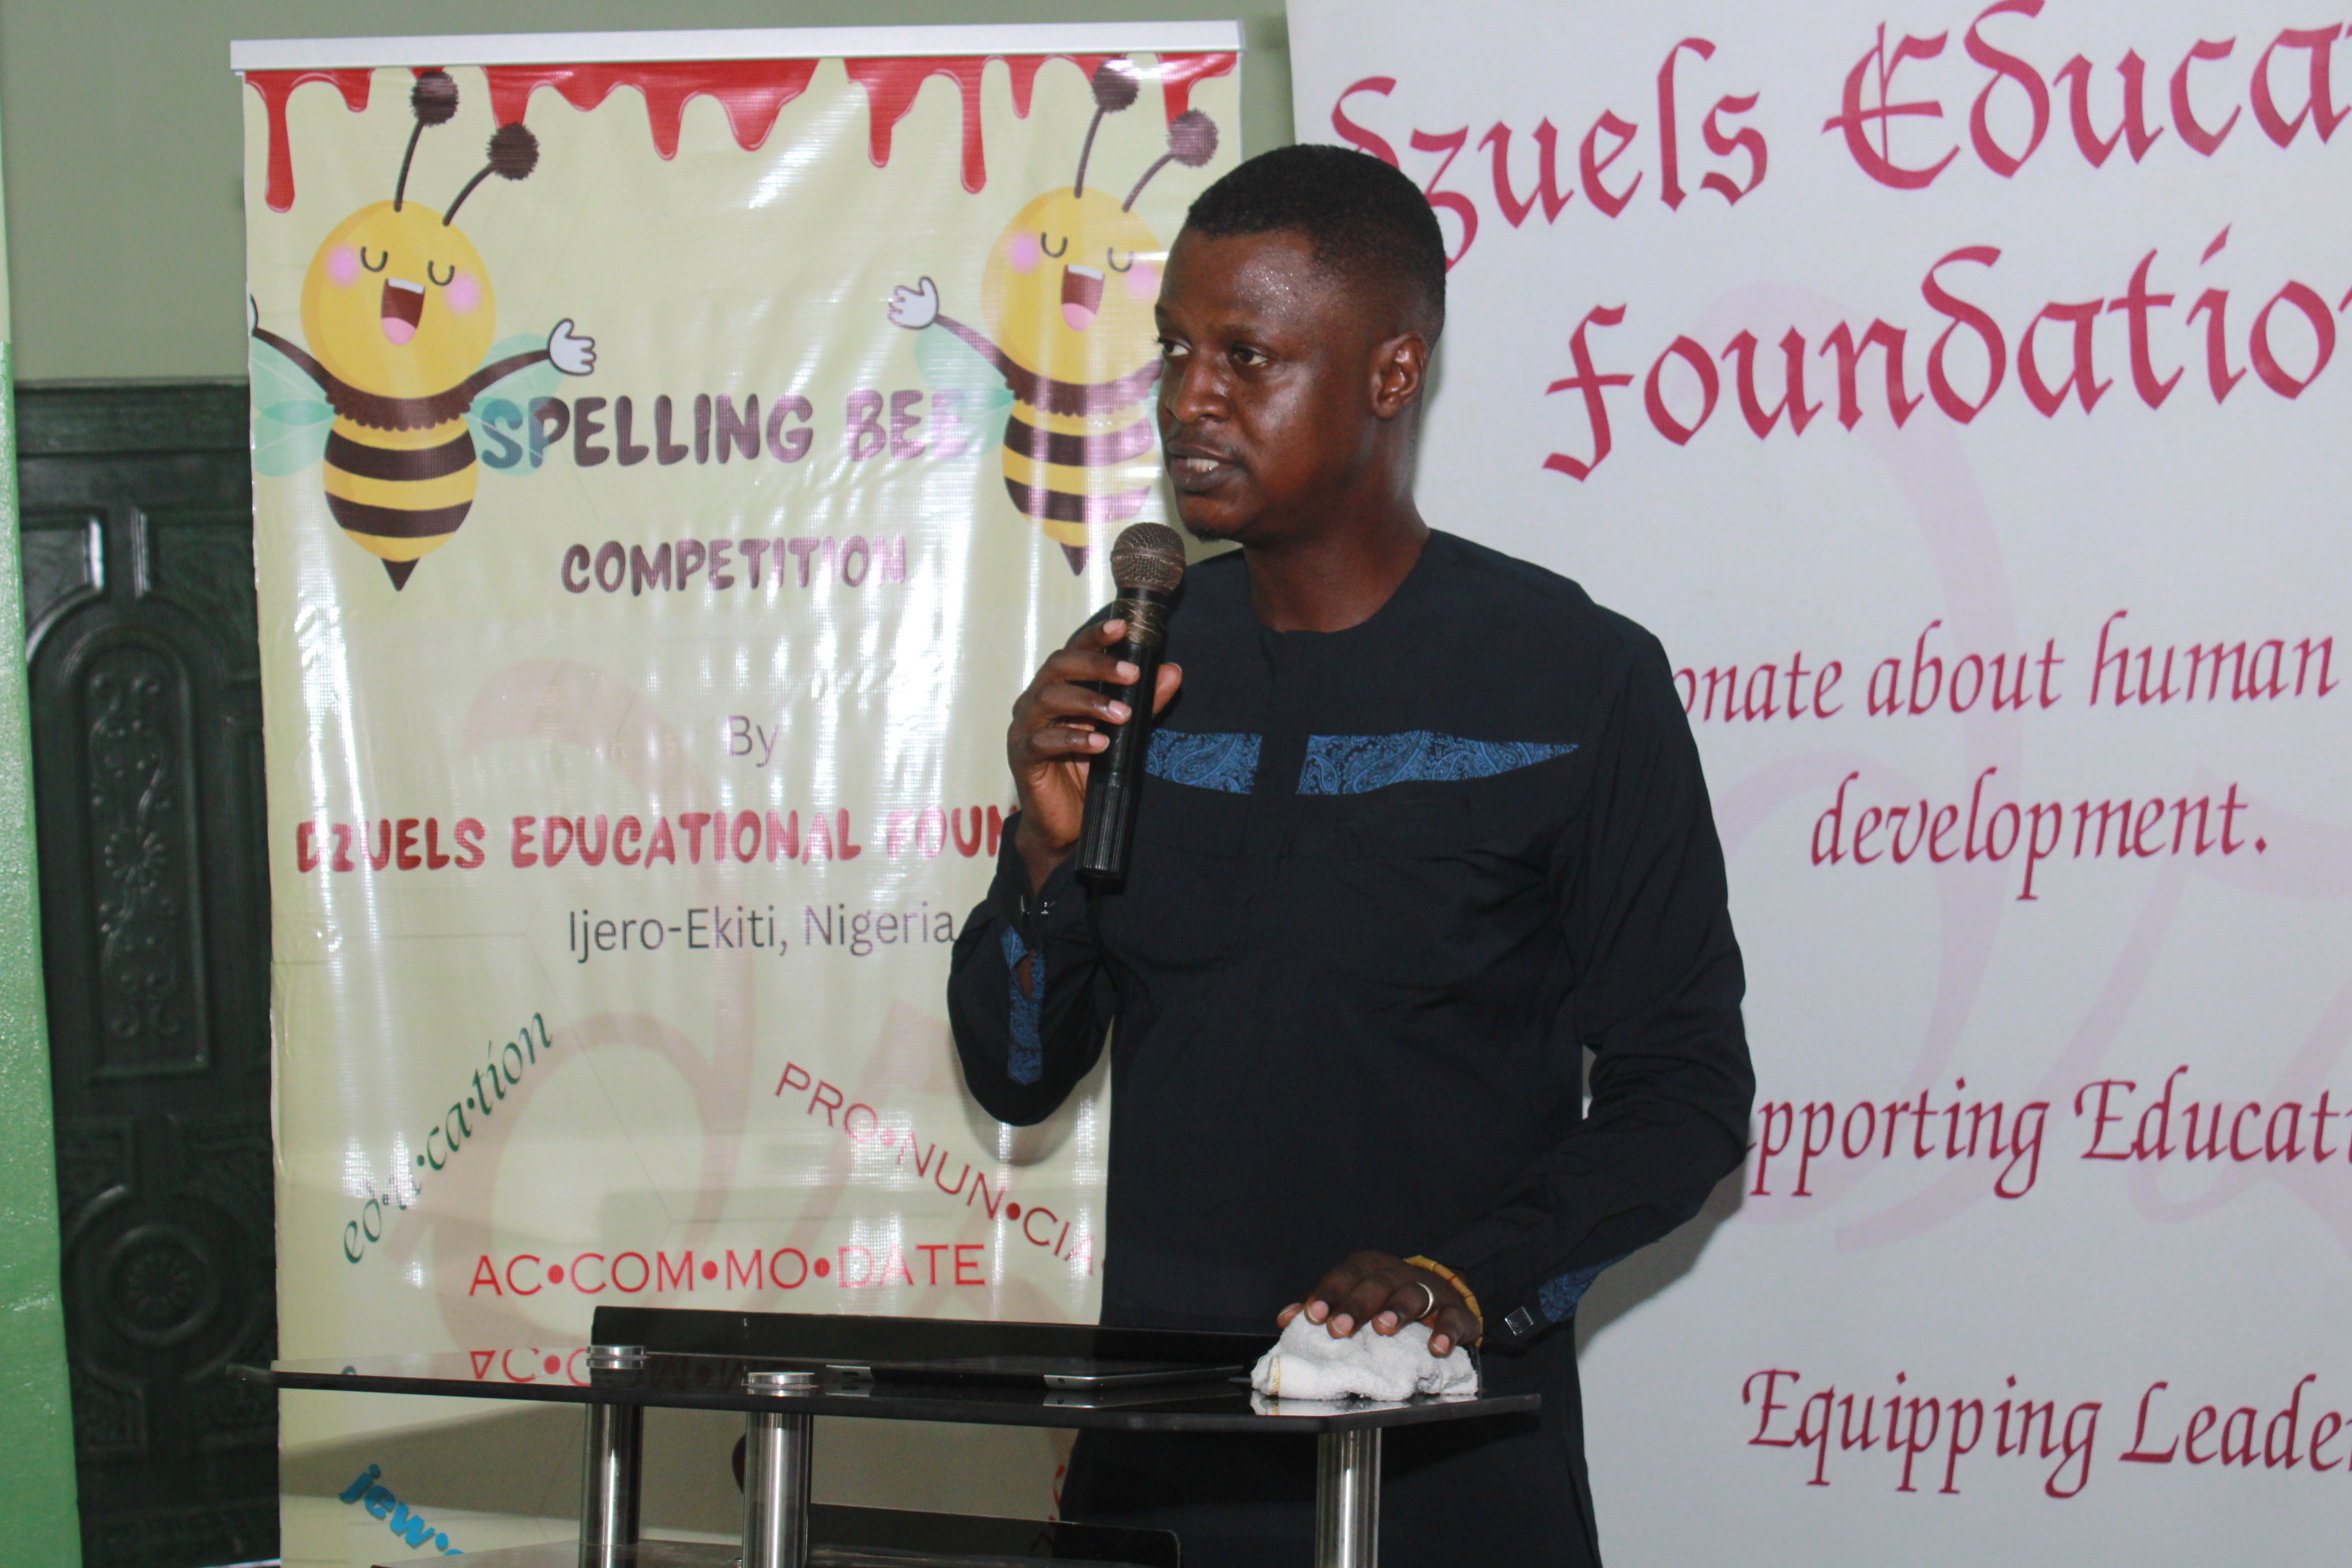 SPELLING BEE
COMPETITION
By
DZUELS EDUCATIONAL FOUN
Ijero-Ekiti, Nigeria
ed•u•ca•tion
PRO•NUN•CIA
AC•COM•MO•DATE
jew•
Dzuels Educa
Foundatio
onate about human
development.
pporting Educat
Equipping Leade